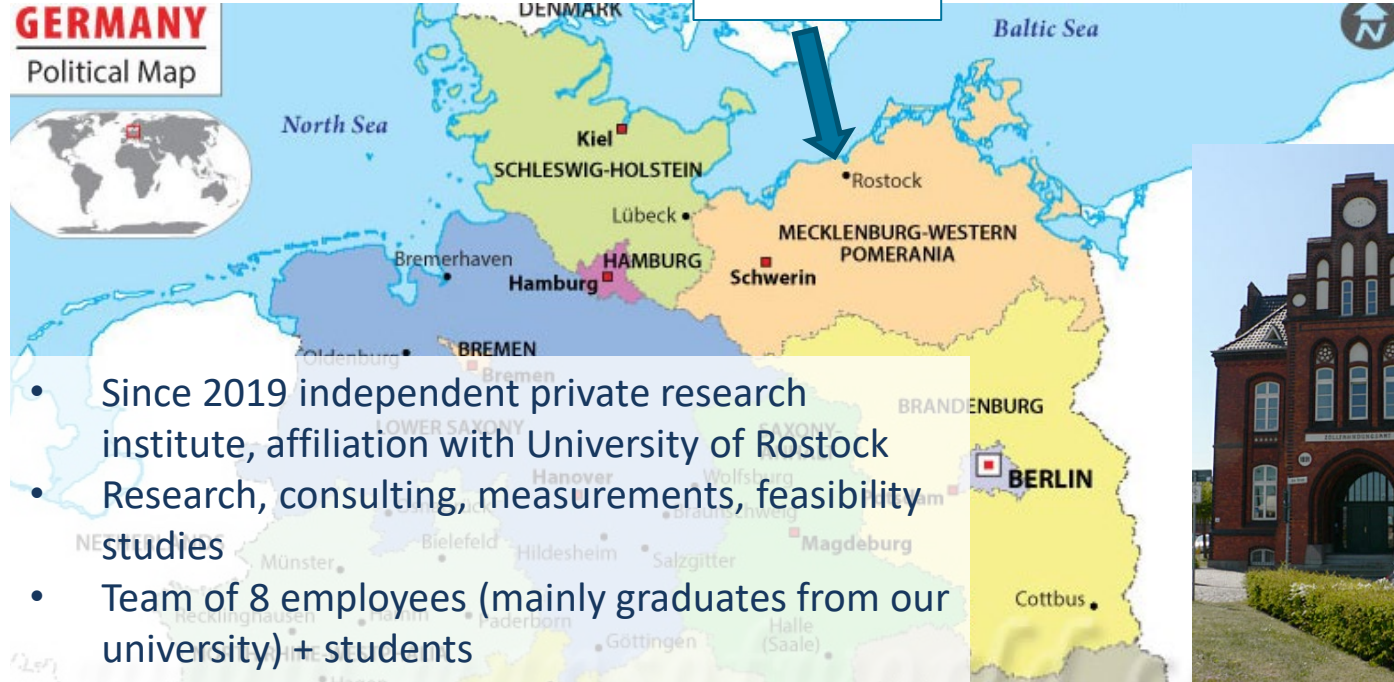 GERMANY
Political Map
DENMARK
Baltic Sea
N
North Sea
Kiel
SCHLESWIG-HOLSTEIN
Rostock
Lübeck
MECKLENBURG-WESTERN
POMERANIA
Bremerhaven
HAMBURG
Hamburg
Schwerin
Oldenburg
BREMEN
Bremen
• Since 2019 independent private research
institute, affiliation with University of Rostock
• Research, consulting, measurements, feasibility
studies
• Team of 8 employees (mainly graduates from our
university) + students
LOWER SAXONY
BRANDENBURG
BERLIN
Hanover
Wolfsburg
Braunschweig
Bielefeld
Hildesheim
Salzgitter
Magdeburg
Münster
Recklinghausen
Hamm
Paderborn
Göttingen
Halle
(Saale)
Cottbus